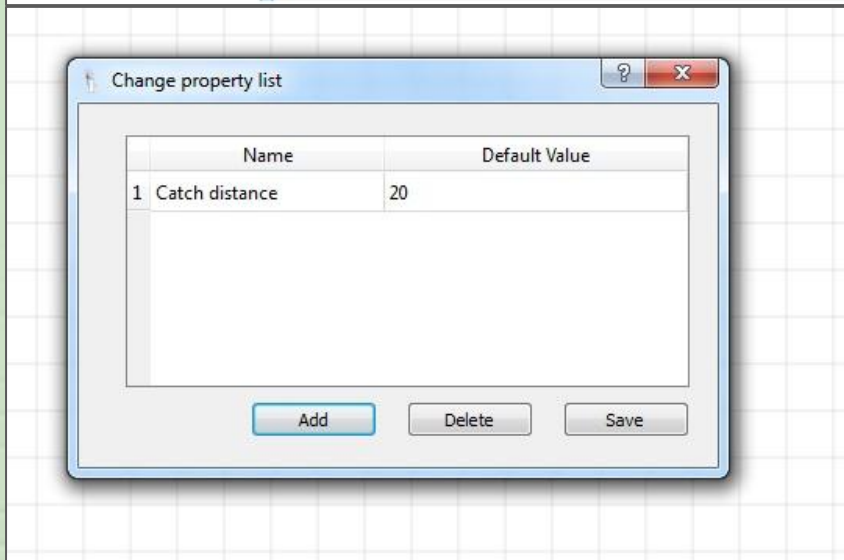 Change property list
?
Name Default Value
1 Catch distance 20
Add Delete Save